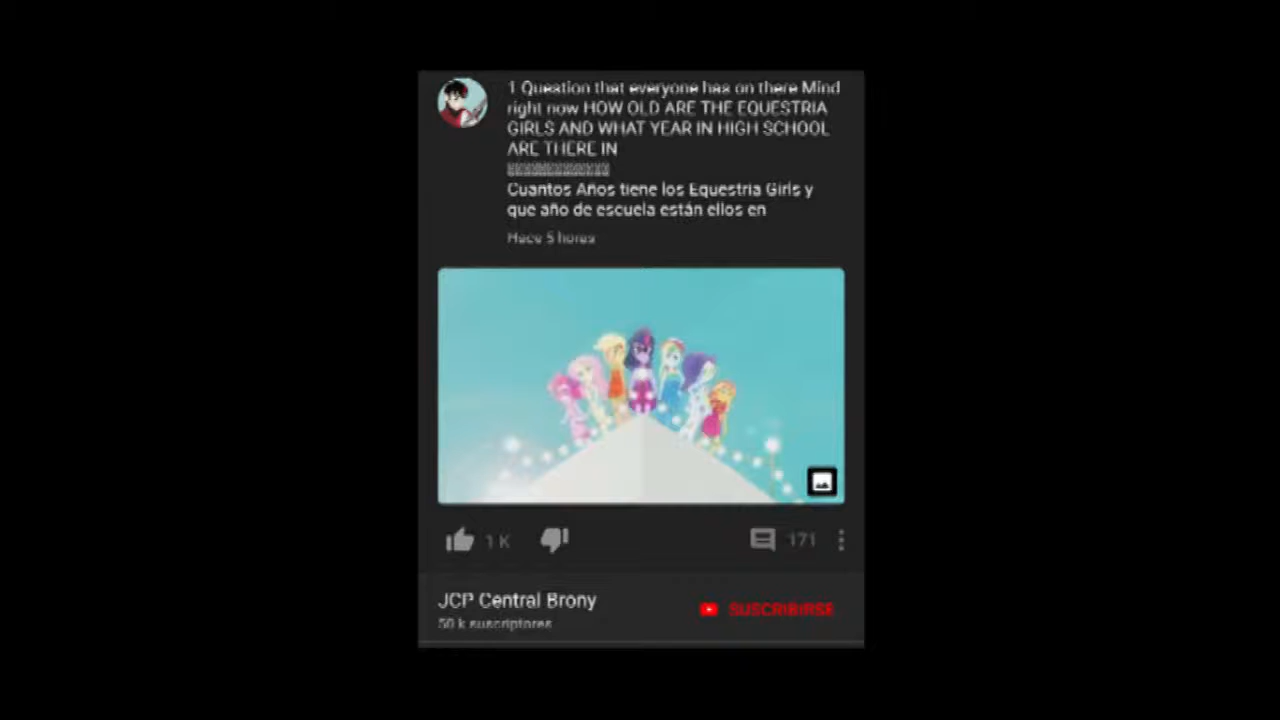 1 Question that everyone has on there Mind
right now HOW OLD ARE THE EQUESTRIA
GIRLS AND WHAT YEAR IN HIGH SCHOOL
ARE THERE IN
Cuantos Años tiene los Equestria Girls y
que año de escuela están ellos en
Hace 5 horas
1 K
171
JCP Central Brony
50 k suscriptores
SUSCRIBIRSE